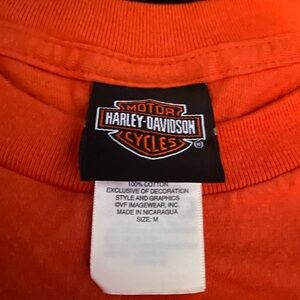 MOTOR
HARLEY-DAVIDSON
CYCLES
®
100% COTTON
EXCLUSIVE OF DECORATION
STYLE AND GRAPHICS
©VF IMAGEWEAR, INC.
MADE IN NICARAGUA
SIZE: M